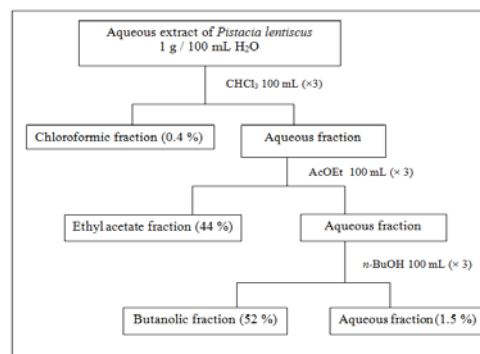 Aqueous extract of Pistacia lentiscus
1 g / 100 mL H₂O
CHCl₃ 100 mL (×3)
Chloroformic fraction (0.4 %)
Aqueous fraction
AcOEt 100 mL (× 3)
Ethyl acetate fraction (44 %)
Aqueous fraction
n-BuOH 100 mL (× 3)
Butanolic fraction (52 %)
Aqueous fraction (1.5 %)